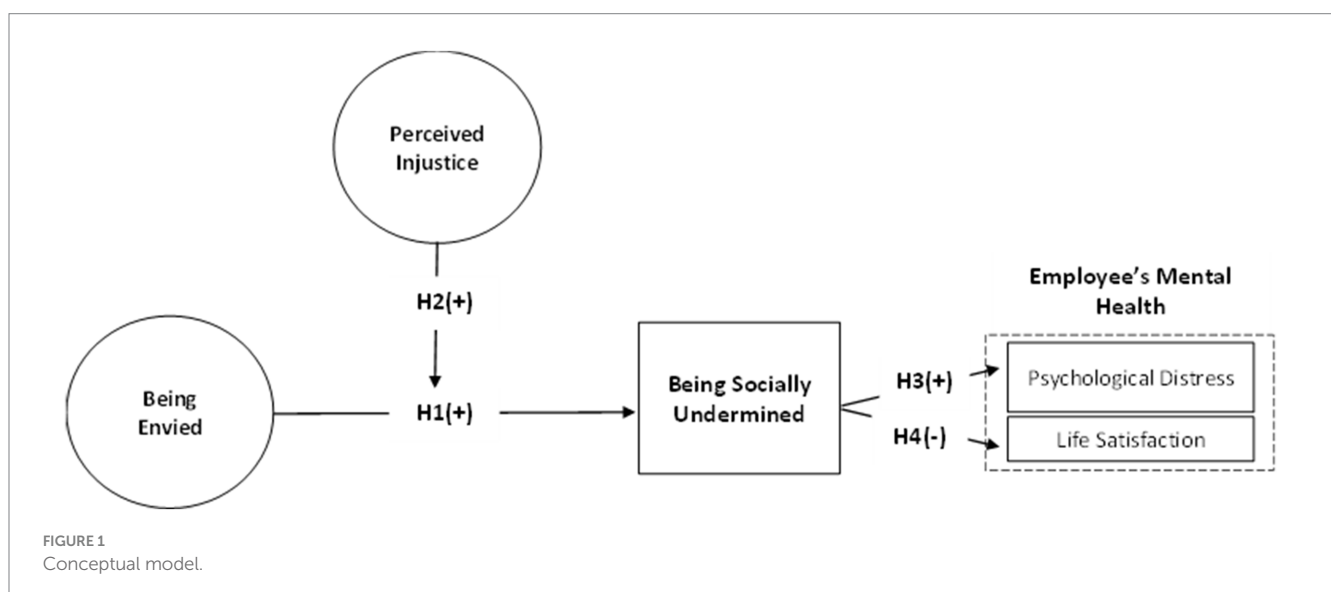 Perceived
Injustice
H2(+)
Employee's Mental
Health
Being
Envied
H1(+)
Being Socially
Undermined
H3(+)
H4(-)
Psychological Distress
Life Satisfaction
FIGURE 1
Conceptual model.